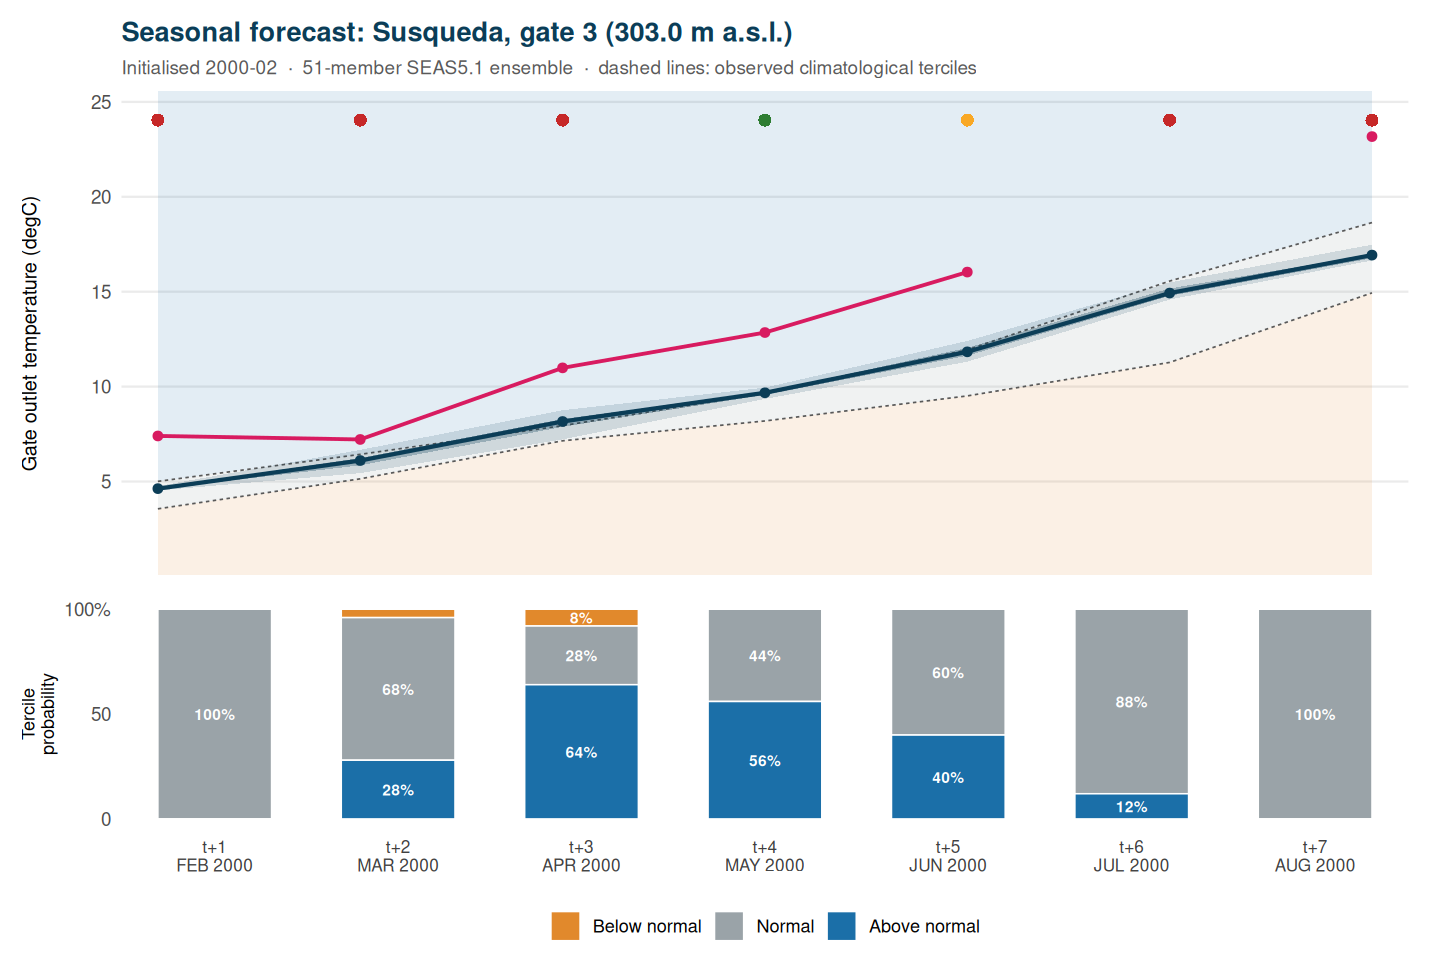 Seasonal forecast: Susqueda, gate 3 (303.0 m a.s.l.)
Initialised 2000-02 · 51-member SEAS5.1 ensemble · dashed lines: observed climatological terciles
Gate outlet temperature (degC)
25
20
15
10
5
Tercile
probability
100%
50
0
100%
68%
28%
8%
28%
64%
44%
56%
60%
40%
88%
12%
100%
t+1
FEB 2000
t+2
MAR 2000
t+3
APR 2000
t+4
MAY 2000
t+5
JUN 2000
t+6
JUL 2000
t+7
AUG 2000
Below normal
Normal
Above normal